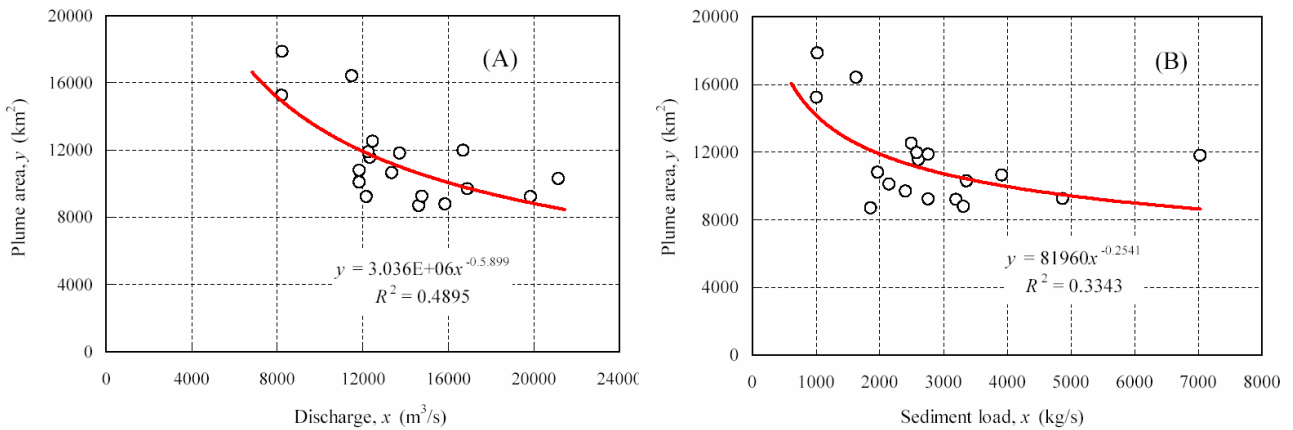 20000
16000
12000
8000
4000
0
Plume area, y (km²)
(A)
y = 3.036E+06x^-0.5.899
R² = 0.4895
0 4000 8000 12000 16000 20000 24000
Discharge, x (m³/s)
20000
16000
12000
8000
4000
0
Plume area, y (km²)
(B)
y = 81960x^-0.2541
R² = 0.3343
0 1000 2000 3000 4000 5000 6000 7000 8000
Sediment load, x (kg/s)